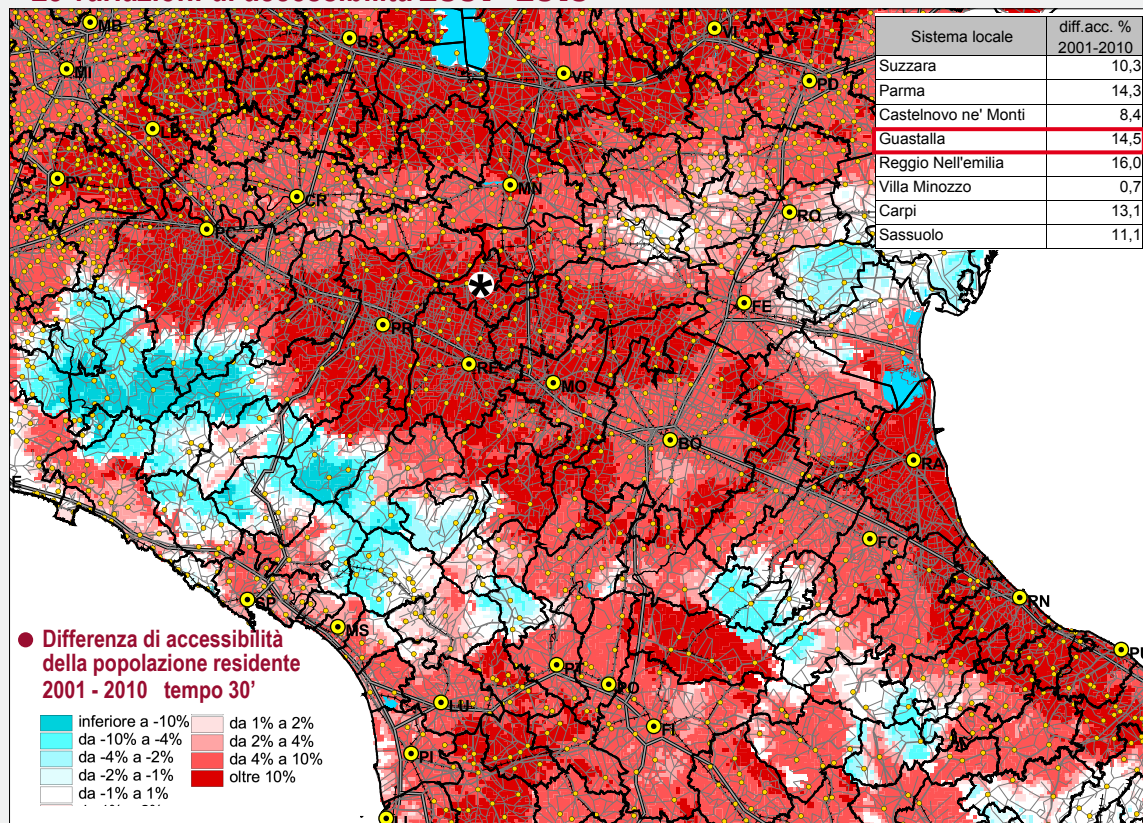 Sistema locale diff.acc. % 2001-2010
Suzzara 10,3
Parma 14,3
Castelnovo ne' Monti 8,4
Guastalla 14,5
Reggio Nell'emilia 16,0
Villa Minozzo 0,7
Carpi 13,1
Sassuolo 11,1
MB
BS
VI
MI
VR
PD
PV
CR
MN
RO
PC
FE
PR
RE
MO
BO
RA
FC
SP
MS
RN
PO
LU
FI
PI
● Differenza di accessibilità
della popolazione residente
2001 - 2010 tempo 30'
inferiore a -10%
da -10% a -4%
da -4% a -2%
da -2% a -1%
da -1% a 1%
da 1% a 2%
da 2% a 4%
da 4% a 10%
oltre 10%